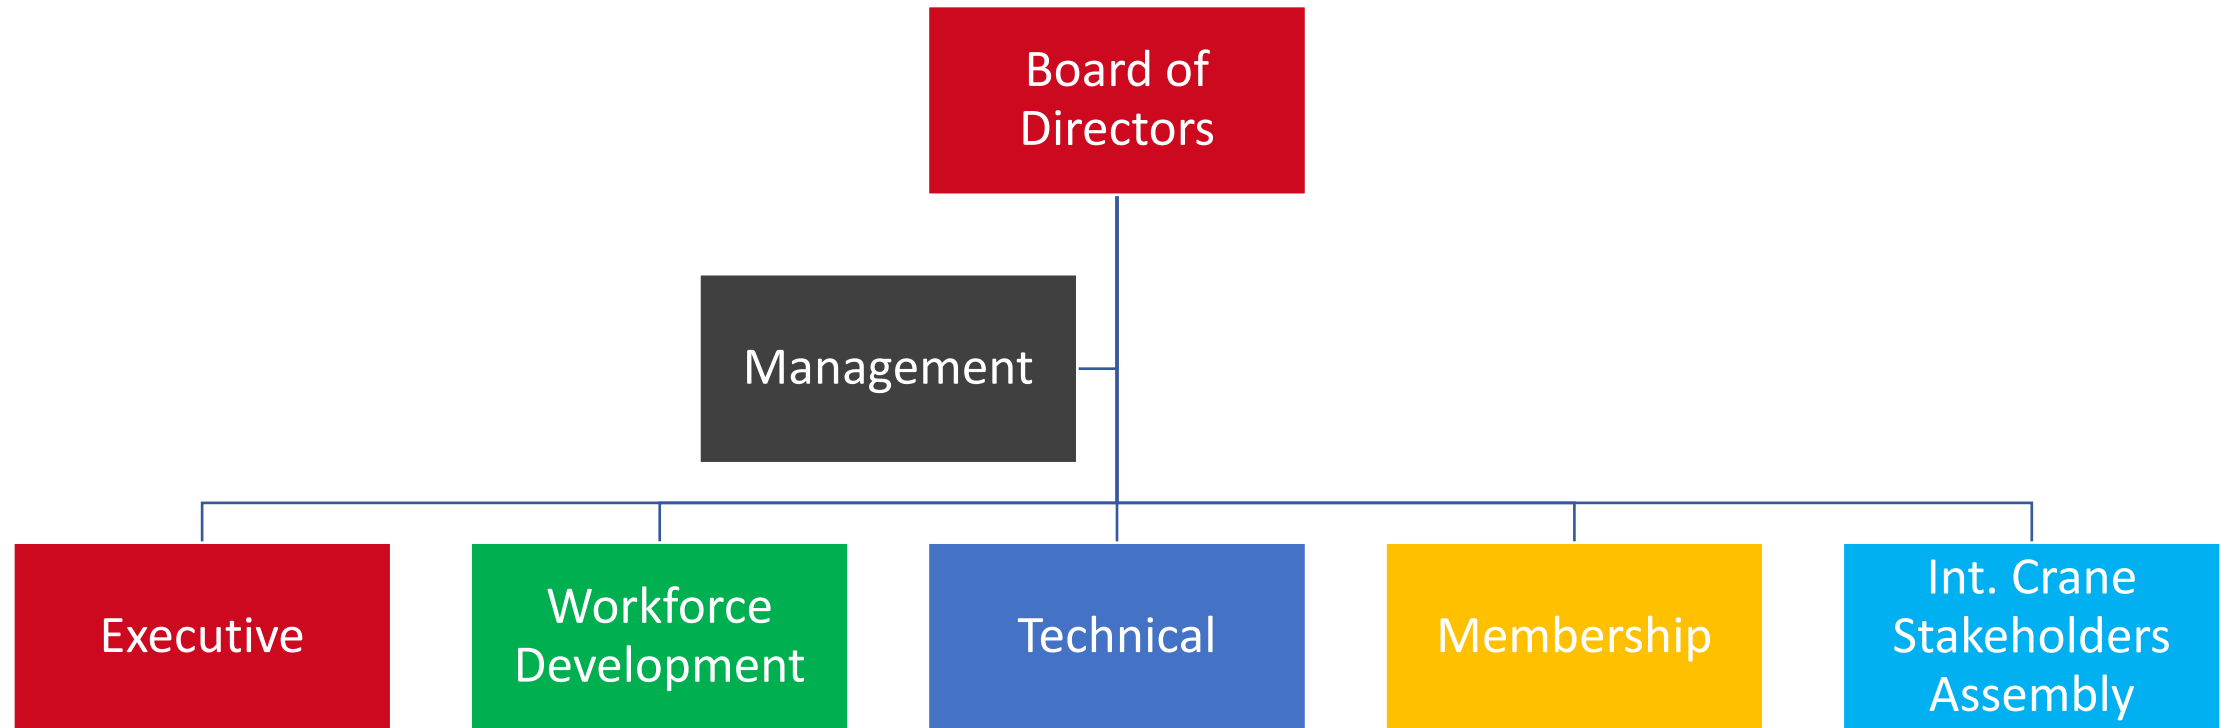 Board of
Directors
Management
Executive
Workforce
Development
Technical
Membership
Int. Crane
Stakeholders
Assembly